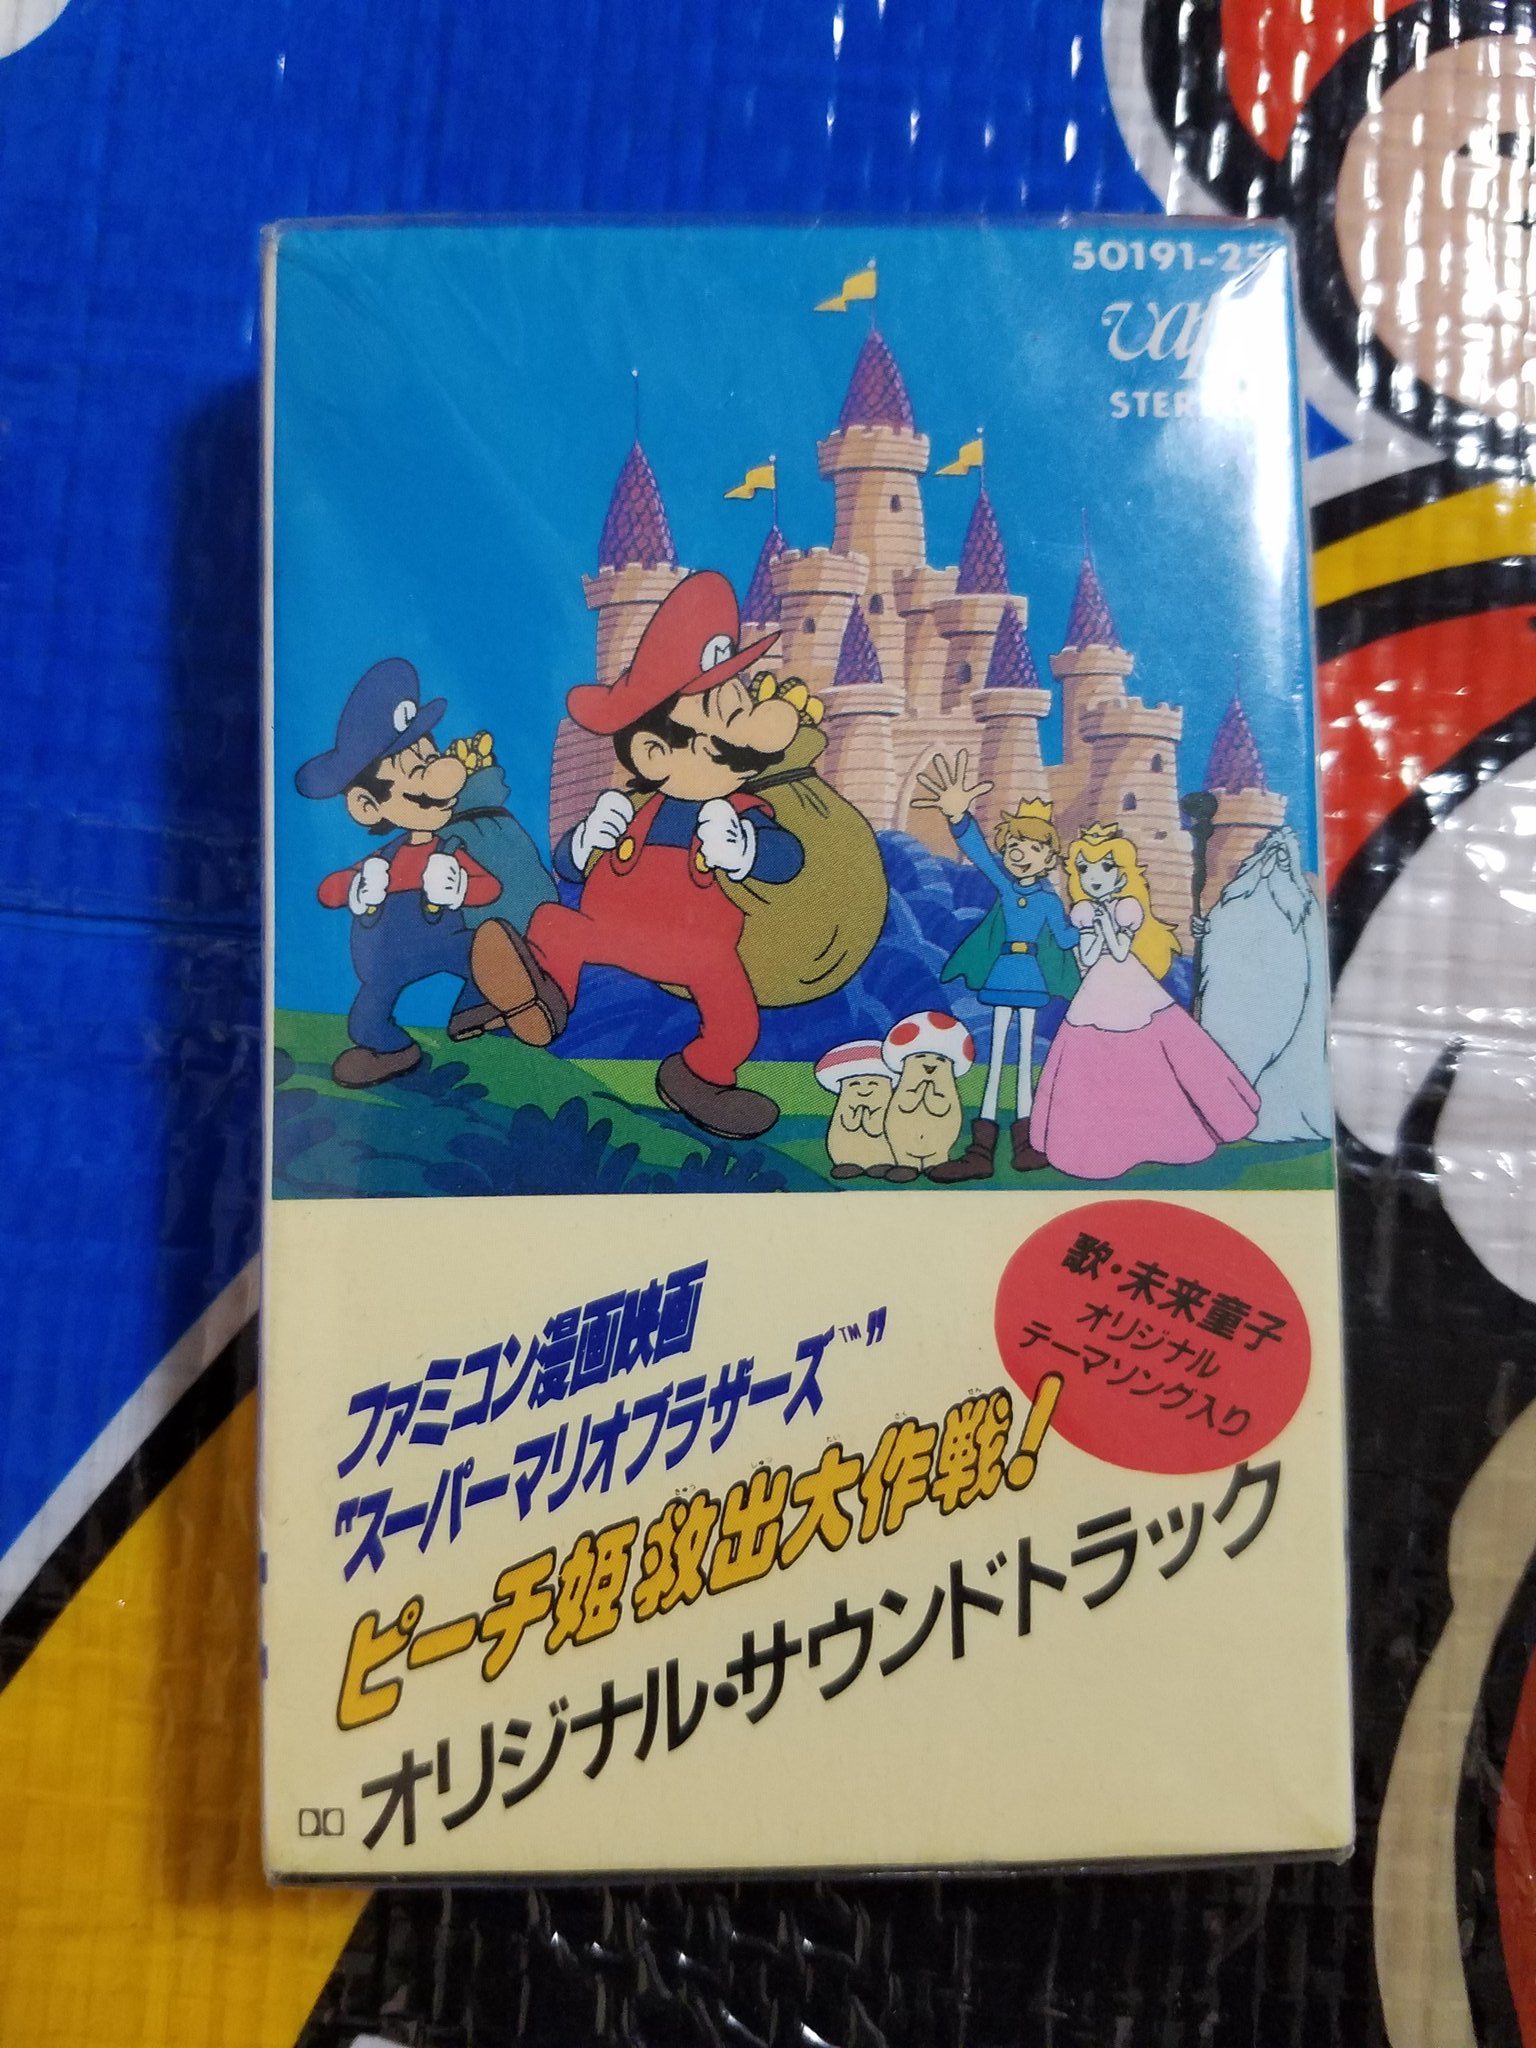 50191-25
vap
STEREO
歌・未来童子
オリジナル
テーマソング入り
ファミコン漫画映画
“スーパーマリオブラザーズ™”
ピーチ姫救出大作戦!
オリジナル・サウンドトラック